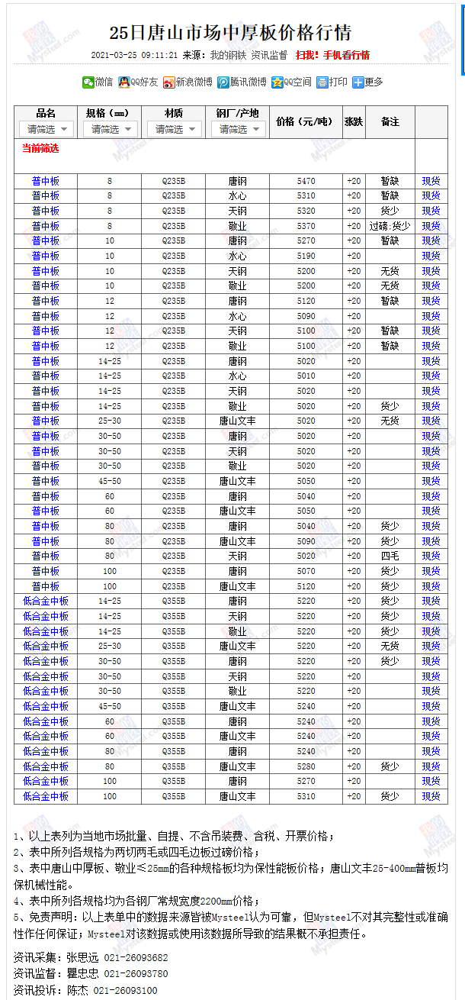 25日唐山市场中厚板价格行情
2021-03-25 09:11:21 来源：我的钢铁 资讯监督 扫我！手机看行情
微信 QQ好友 新浪微博 腾讯微博 QQ空间 打印 更多
品名 规格（mm） 材质 钢厂/产地 价格（元/吨） 涨跌 备注
请筛选 请筛选 请筛选 请筛选
当前筛选
普中板 8 Q235B 唐钢 5470 +20 暂缺 现货
普中板 8 Q235B 水心 5310 +20 暂缺 现货
普中板 8 Q235B 天钢 5320 +20 货少 现货
普中板 8 Q235B 敬业 5370 +20 过磅:货少 现货
普中板 10 Q235B 唐钢 5270 +20 暂缺 现货
普中板 10 Q235B 水心 5190 +20 现货
普中板 10 Q235B 天钢 5200 +20 无货 现货
普中板 10 Q235B 敬业 5200 +20 无货 现货
普中板 12 Q235B 唐钢 5120 +20 暂缺 现货
普中板 12 Q235B 水心 5090 +20 现货
普中板 12 Q235B 天钢 5100 +20 暂缺 现货
普中板 12 Q235B 敬业 5100 +20 暂缺 现货
普中板 14-25 Q235B 唐钢 5020 +20 现货
普中板 14-25 Q235B 水心 5010 +20 现货
普中板 14-25 Q235B 天钢 5020 +20 现货
普中板 14-25 Q235B 敬业 5020 +20 货少 现货
普中板 25-30 Q235B 唐山文丰 5020 +20 无货 现货
普中板 30-50 Q235B 唐钢 5020 +20 现货
普中板 30-50 Q235B 天钢 5020 +20 现货
普中板 30-50 Q235B 敬业 5020 +20 现货
普中板 45-50 Q235B 唐山文丰 5050 +20 现货
普中板 60 Q235B 唐钢 5040 +20 现货
普中板 60 Q235B 唐山文丰 5050 +20 现货
普中板 80 Q235B 唐钢 5040 +20 货少 现货
普中板 80 Q235B 唐山文丰 5090 +20 货少 现货
普中板 80 Q235B 天钢 5020 +20 四毛 现货
普中板 100 Q235B 唐钢 5070 +20 货少 现货
普中板 100 Q235B 唐山文丰 5120 +20 货少 现货
低合金中板 14-25 Q355B 唐钢 5220 +20 货少 现货
低合金中板 14-25 Q355B 天钢 5220 +20 货少 现货
低合金中板 14-25 Q355B 敬业 5220 +20 货少 现货
低合金中板 25-30 Q355B 唐山文丰 5220 +20 无货 现货
低合金中板 30-50 Q355B 唐钢 5220 +20 货少 现货
低合金中板 30-50 Q355B 天钢 5220 +20 现货
低合金中板 30-50 Q355B 敬业 5220 +20 现货
低合金中板 45-50 Q355B 唐山文丰 5240 +20 现货
低合金中板 60 Q355B 唐钢 5240 +20 现货
低合金中板 60 Q355B 唐山文丰 5240 +20 现货
低合金中板 80 Q355B 唐钢 5240 +20 现货
低合金中板 80 Q355B 唐山文丰 5280 +20 货少 现货
低合金中板 100 Q355B 唐钢 5270 +20 现货
低合金中板 100 Q355B 唐山文丰 5310 +20 货少 现货
1、以上表列为当地市场批量、自提、不含吊装费、含税、开票价格；
2、表中所列各规格为两切两毛或四毛边板过磅价格；
3、表中唐山中厚板、敬业≤25mm的各种规格板均为保性能板价格；唐山文丰25-400mm普板均
保机械性能。
4、表中所列各规格均为各钢厂常规宽度2200mm价格；
5、免责声明：以上表单中的数据来源皆被Mysteel认为可靠，但Mysteel不对其完整性或准确
性作任何保证；Mysteel对该数据或使用该数据所导致的结果概不承担责任。
资讯采集：张思远 021-26093682
资讯监督：瞿忠忠 021-26093780
资讯投诉：陈杰 021-26093100